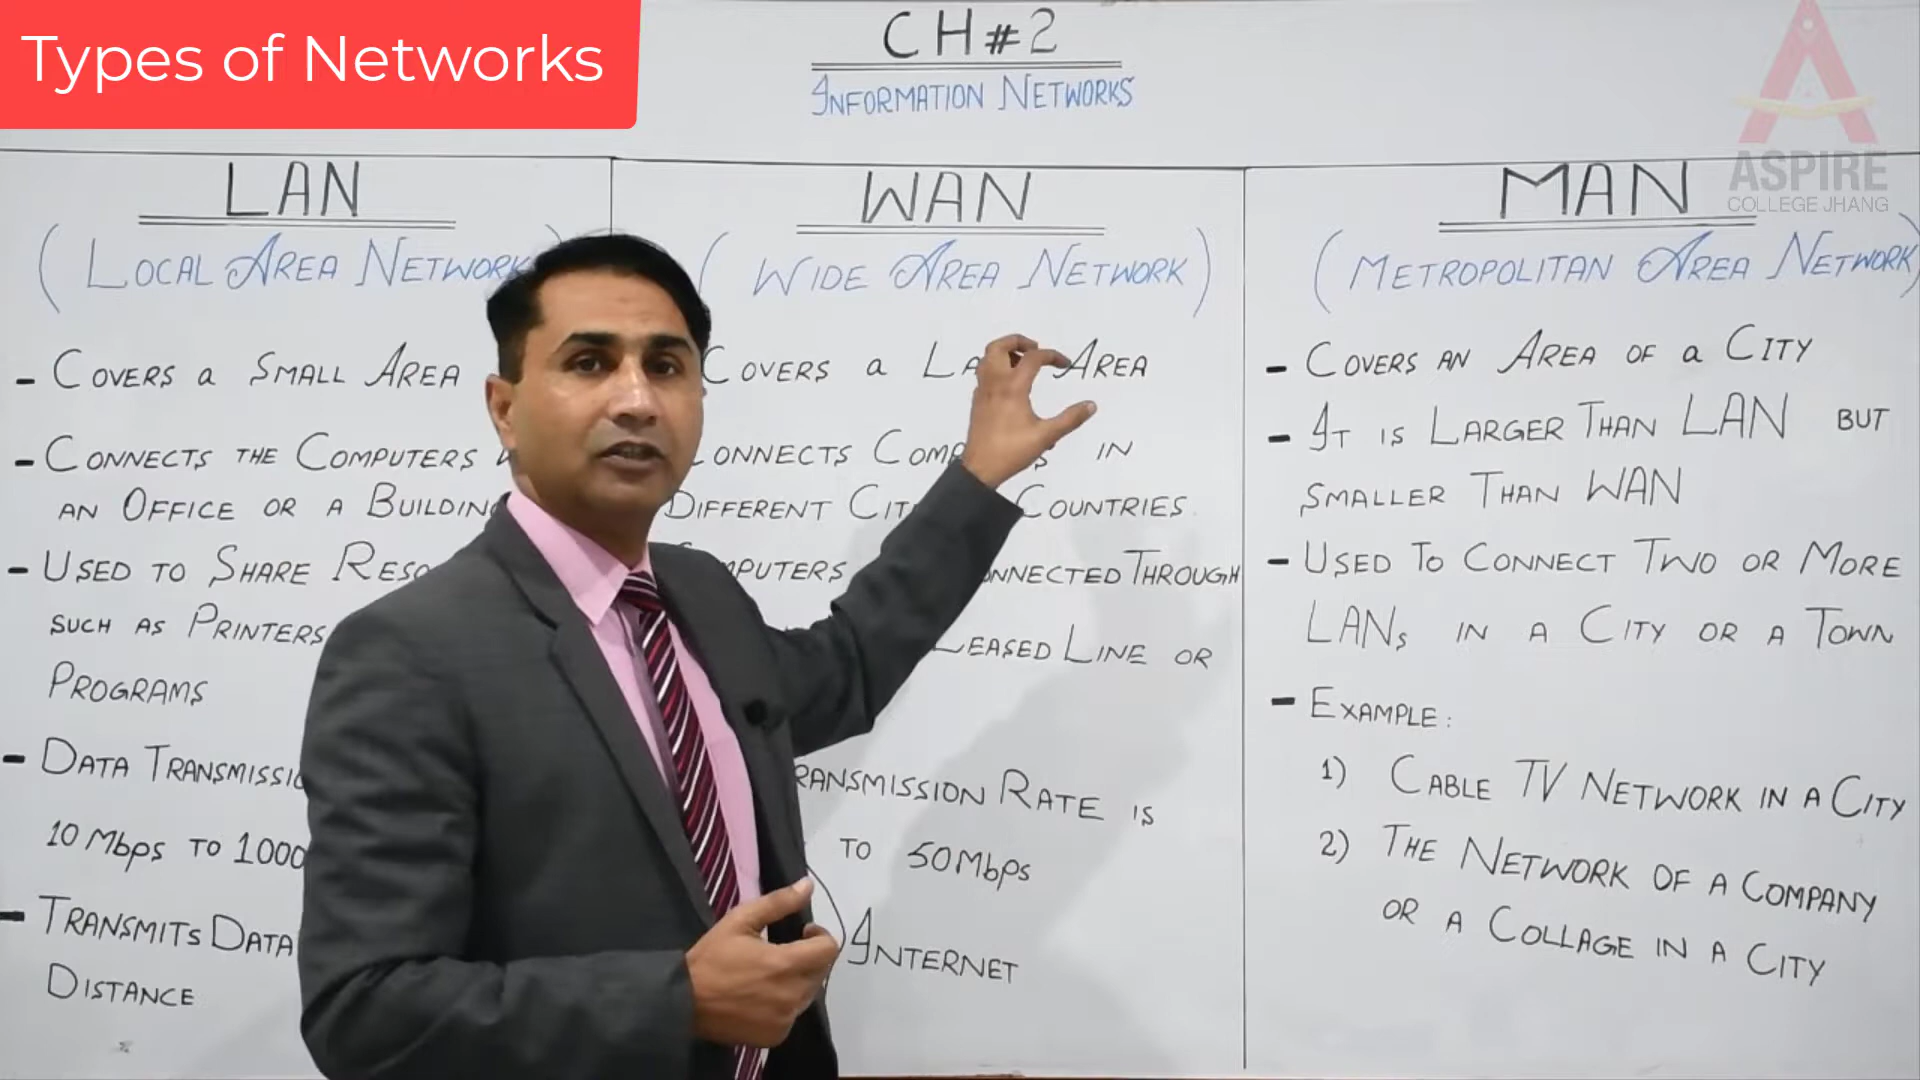 Types of Networks
CH#2
INFORMATION NETWORKS
ASPIRE
COLLEGE JHANG
LAN
(LOCAL AREA NETWORK)
- COVERS a SMALL AREA
- CONNECTS THE COMPUTERS
AN OFFICE OR A BUILDING
- USED TO SHARE
SUCH AS PRINTERS
PROGRAMS
- DATA
10 Mbps TO
- TRANSMITS DATA
DISTANCE
WAN
(WIDE AREA NETWORK)
COVERS a AREA
IN
DIFFERENT COUNTRIES
THROUGH
LEASED LINE OR
RATE IS
TO 50Mbps
INTERNET
MAN
(METROPOLITAN AREA NETWORK)
- COVERS AN AREA OF a CITY
- IT IS LARGER THAN LAN BUT
SMALLER THAN WAN
- USED TO CONNECT TWO OR MORE
LANs IN A CITY OR A TOWN
- EXAMPLE:
1) CABLE TV NETWORK IN A CITY
2) THE NETWORK OF A COMPANY
OR A COLLAGE IN A CITY